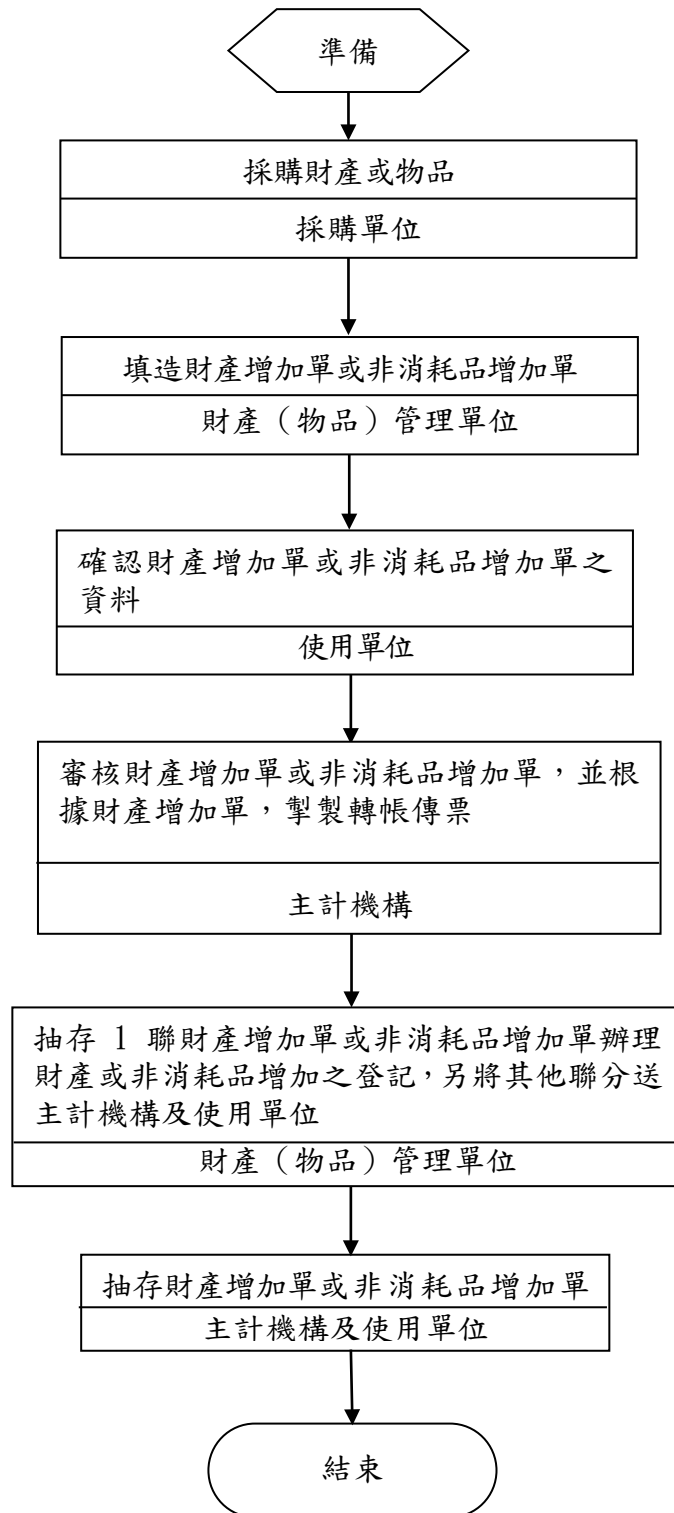 準備
採購財產或物品
採購單位
填造財產增加單或非消耗品增加單
財產（物品）管理單位
確認財產增加單或非消耗品增加單之
資料
使用單位
審核財產增加單或非消耗品增加單，並根
據財產增加單，掣製轉帳傳票
主計機構
抽存 1 聯財產增加單或非消耗品增加單辦理
財產或非消耗品增加之登記，另將其他聯分送
主計機構及使用單位
財產（物品）管理單位
抽存財產增加單或非消耗品增加單
主計機構及使用單位
結束